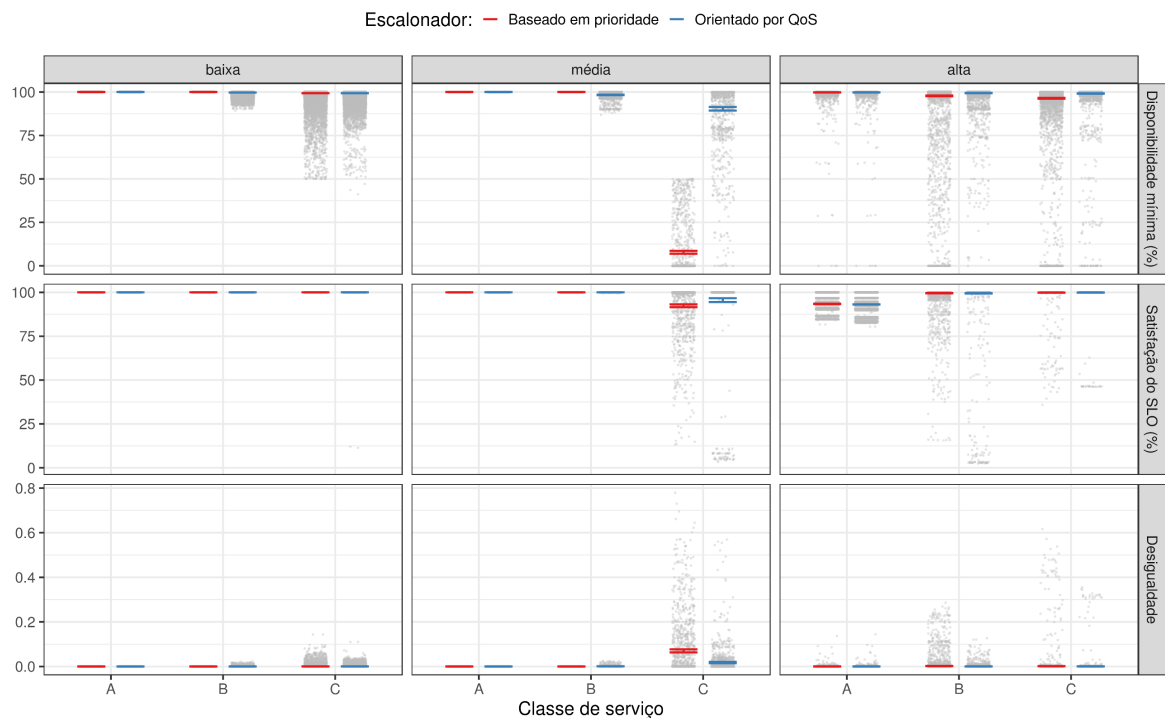 Escalonador: Baseado em prioridade Orientado por QoS
baixa média alta
100
75
50
25
0
Disponibilidade mínima (%)
100
75
50
25
0
Satisfação do SLO (%)
0.8
0.6
0.4
0.2
0.0
Desigualdade
A B C A B C A B C
Classe de serviço